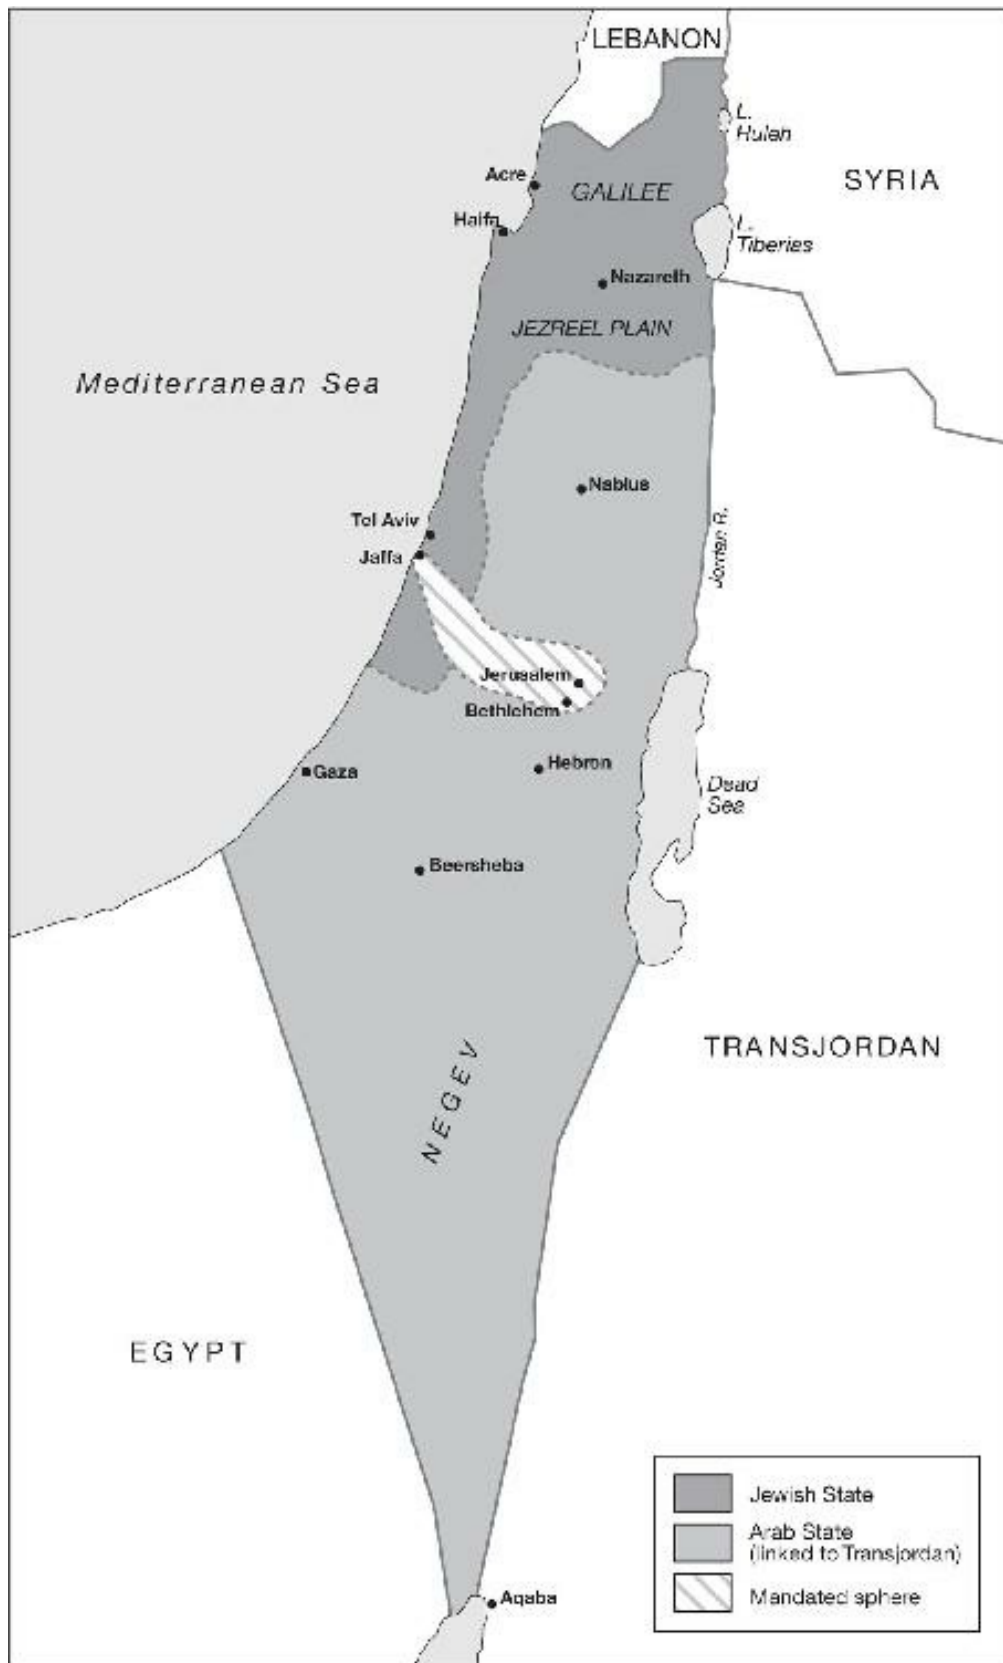 LEBANON
L.
Hulah
Acre
GALILEE
SYRIA
Haifa
L.
Tiberias
Nazareth
JEZREEL PLAIN
Mediterranean Sea
Nablus
Tel Aviv
Jaffa
Jordan R.
Jerusalem
Bethlehem
Gaza
Hebron
Dead
Sea
Beersheba
TRANSJORDAN
NEGEV
EGYPT
Jewish State
Arab State
(linked to Transjordan)
Mandated sphere
Aqaba